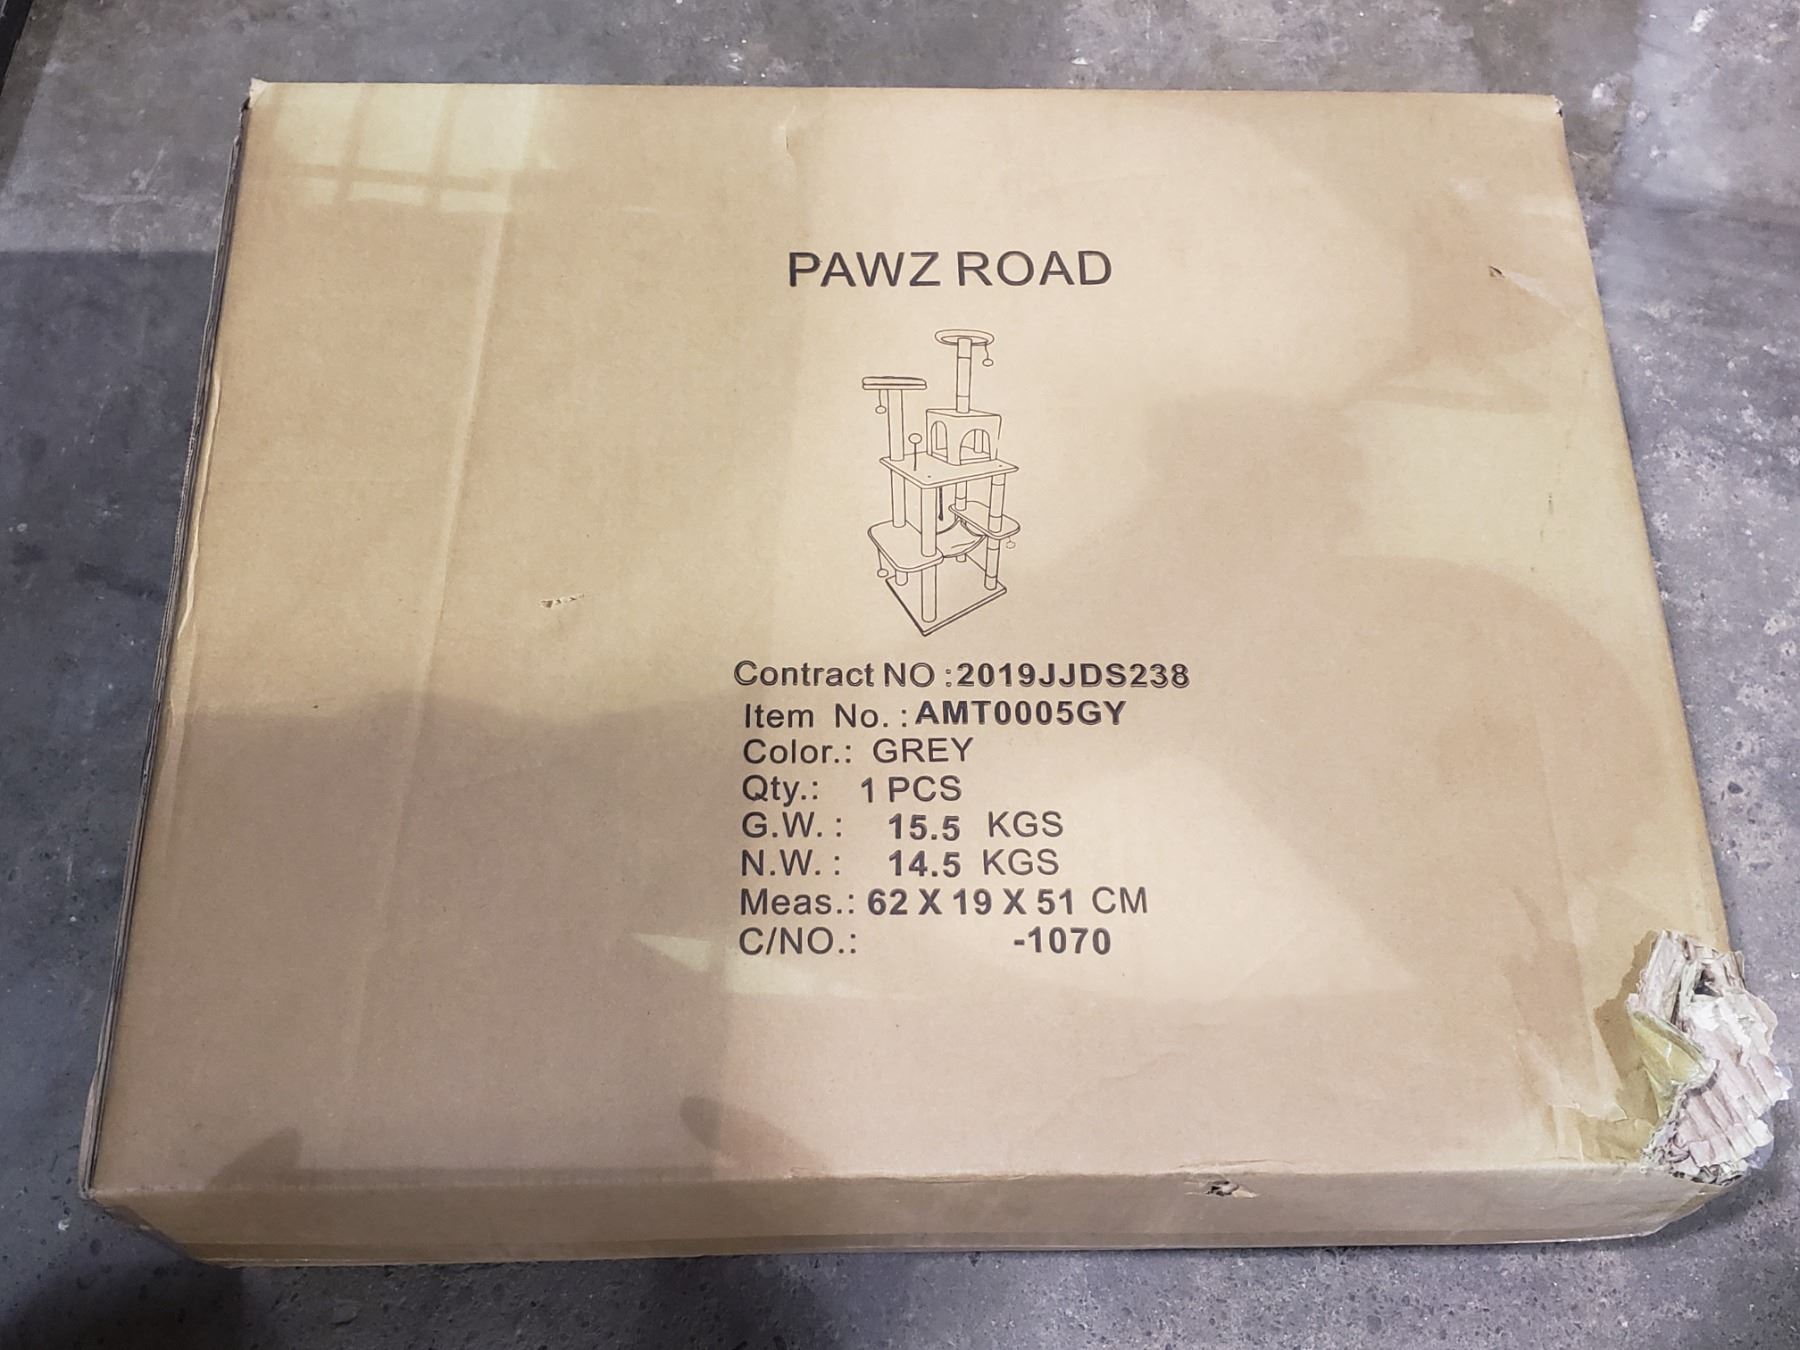 PAWZ ROAD
Contract NO :2019JJDS238
Item No. : AMT0005GY
Color.: GREY
Qty.: 1 PCS
G.W. : 15.5 KGS
N.W. : 14.5 KGS
Meas.: 62 X 19 X 51 CM
C/NO.: -1070